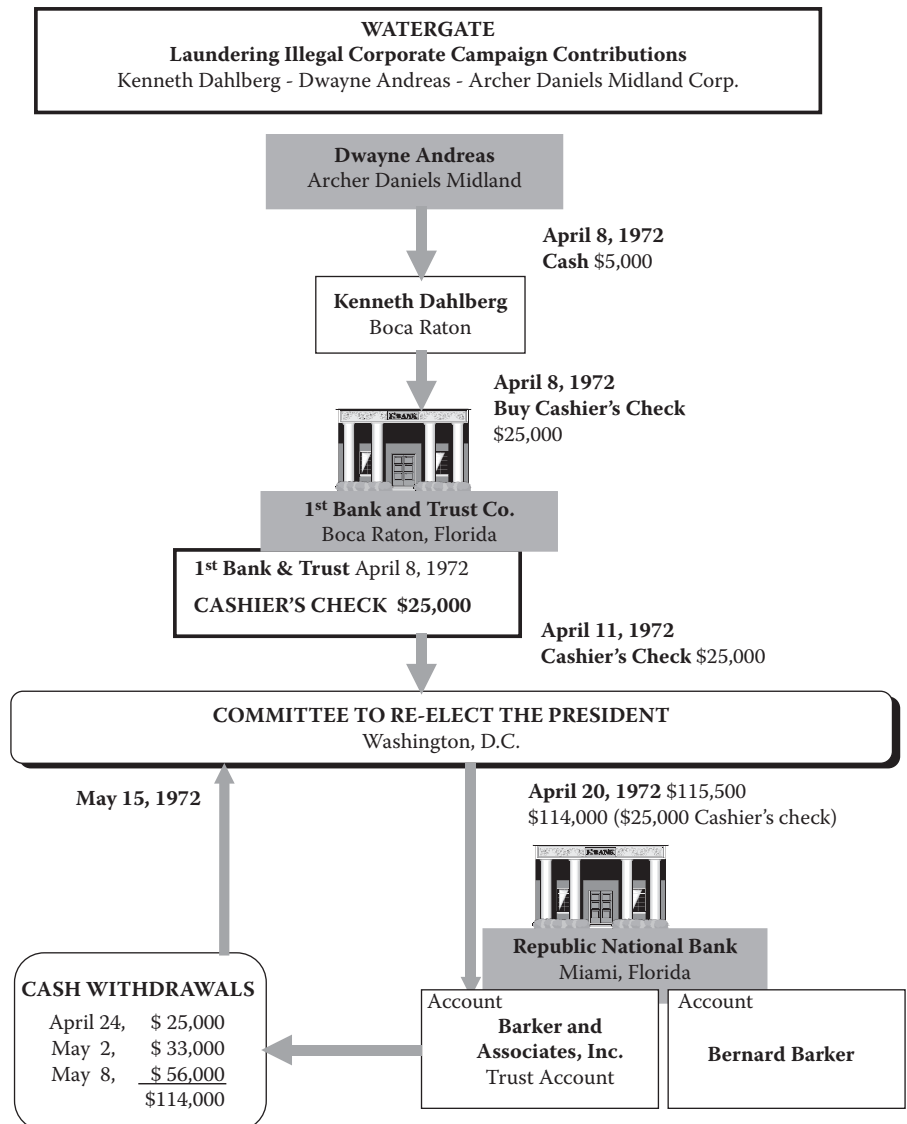 WATERGATE
Laundering Illegal Corporate Campaign Contributions
Kenneth Dahlberg - Dwayne Andreas - Archer Daniels Midland Corp.
Dwayne Andreas
Archer Daniels Midland
April 8, 1972
Cash $5,000
Kenneth Dahlberg
Boca Raton
April 8, 1972
Buy Cashier's Check
$25,000
BANK
1st Bank and Trust Co.
Boca Raton, Florida
1st Bank & Trust April 8, 1972
CASHIER'S CHECK $25,000
April 11, 1972
Cashier's Check $25,000
COMMITTEE TO RE-ELECT THE PRESIDENT
Washington, D.C.
May 15, 1972
April 20, 1972 $115,500
$114,000 ($25,000 Cashier's check)
BANK
Republic National Bank
Miami, Florida
Account
Barker and
Associates, Inc.
Trust Account
Account
Bernard Barker
CASH WITHDRAWALS
April 24, $ 25,000
May 2, $ 33,000
May 8, $ 56,000
$114,000